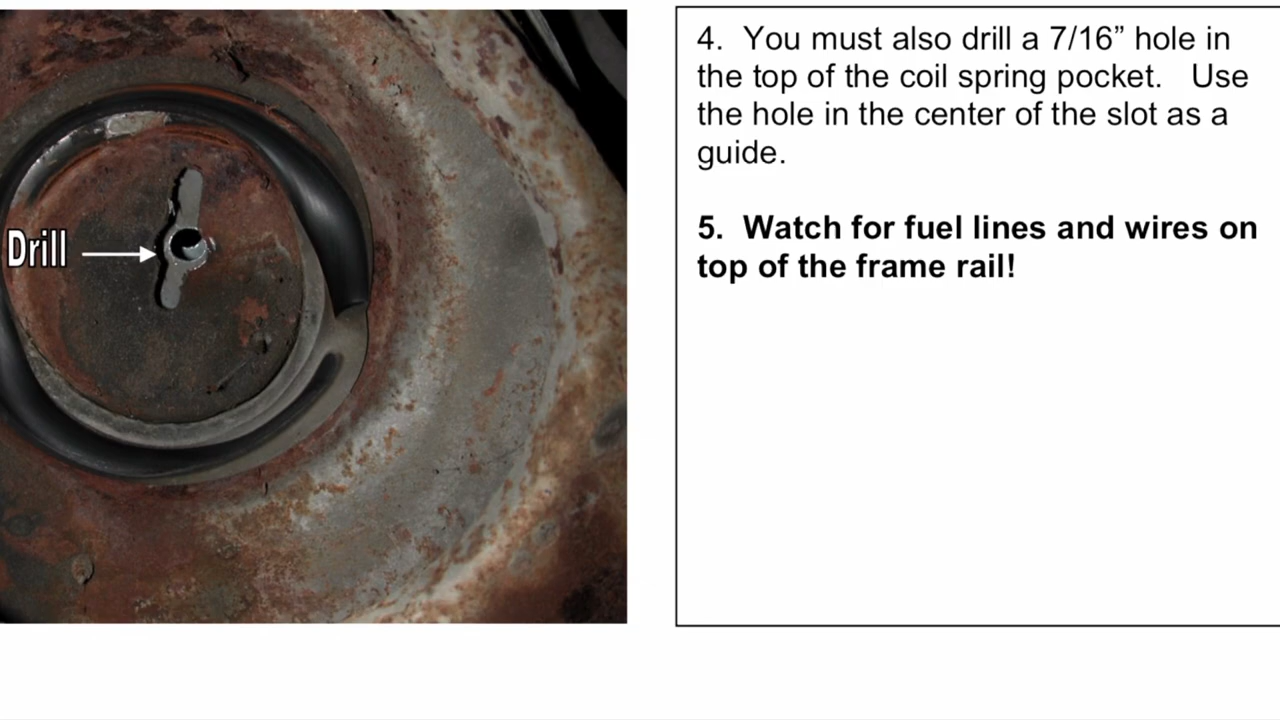 Drill
4. You must also drill a 7/16” hole in
the top of the coil spring pocket. Use
the hole in the center of the slot as a
guide.
5. Watch for fuel lines and wires on
top of the frame rail!